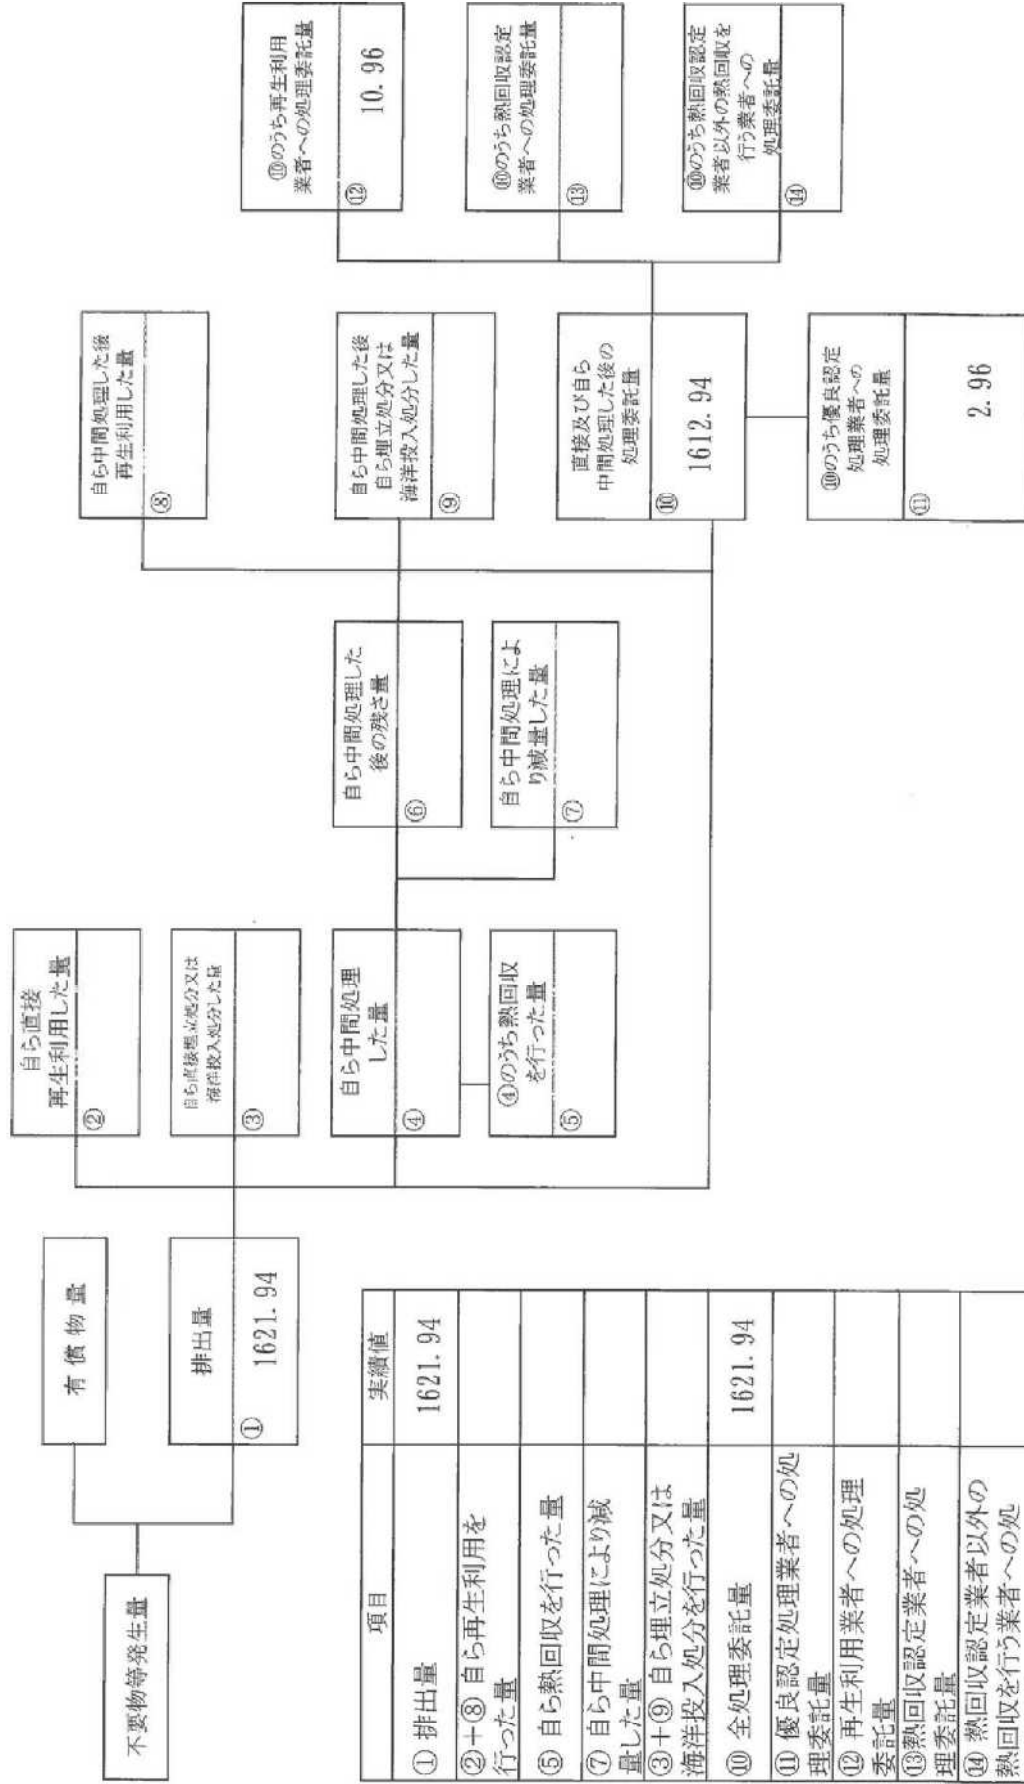 不要物等発生量
有償物量
排出量
① 1621.94
自ら直接
再生利用した量
②
自ら直接埋立処分又は
海洋投入処分した量
③
自ら中間処理
した量
④
④のうち熱回収
を行った量
⑤
自ら中間処理した
後の残さ量
⑥
自ら中間処理によ
り減量した量
⑦
自ら中間処理した後
再生利用した量
⑧
自ら中間処理した後
自ら埋立処分又は
海洋投入処分した量
⑨
直接及び自ら
中間処理した後の
処理委託量
⑩ 1612.94
⑩のうち優良認定
処理業者への
処理委託量
⑪ 2.96
⑩のうち再生利用
業者への処理委託量
⑫ 10.96
⑩のうち熱回収認定
業者への処理委託量
⑬
⑩のうち熱回収認定
業者以外の熱回収を
行う業者への
処理委託量
⑭
項目 実績値
① 排出量 1621.94
②+⑧ 自ら再生利用を
行った量
⑤ 自ら熱回収を行った量
⑦ 自ら中間処理により減
量した量
③+⑨ 自ら埋立処分又は
海洋投入処分を行った量
⑩ 全処理委託量 1621.94
⑪ 優良認定処理業者への処
理委託量
⑫ 再生利用業者への処理
委託量
⑬熱回収認定業者への処
理委託量
⑭ 熱回収認定業者以外の
熱回収を行う業者への処